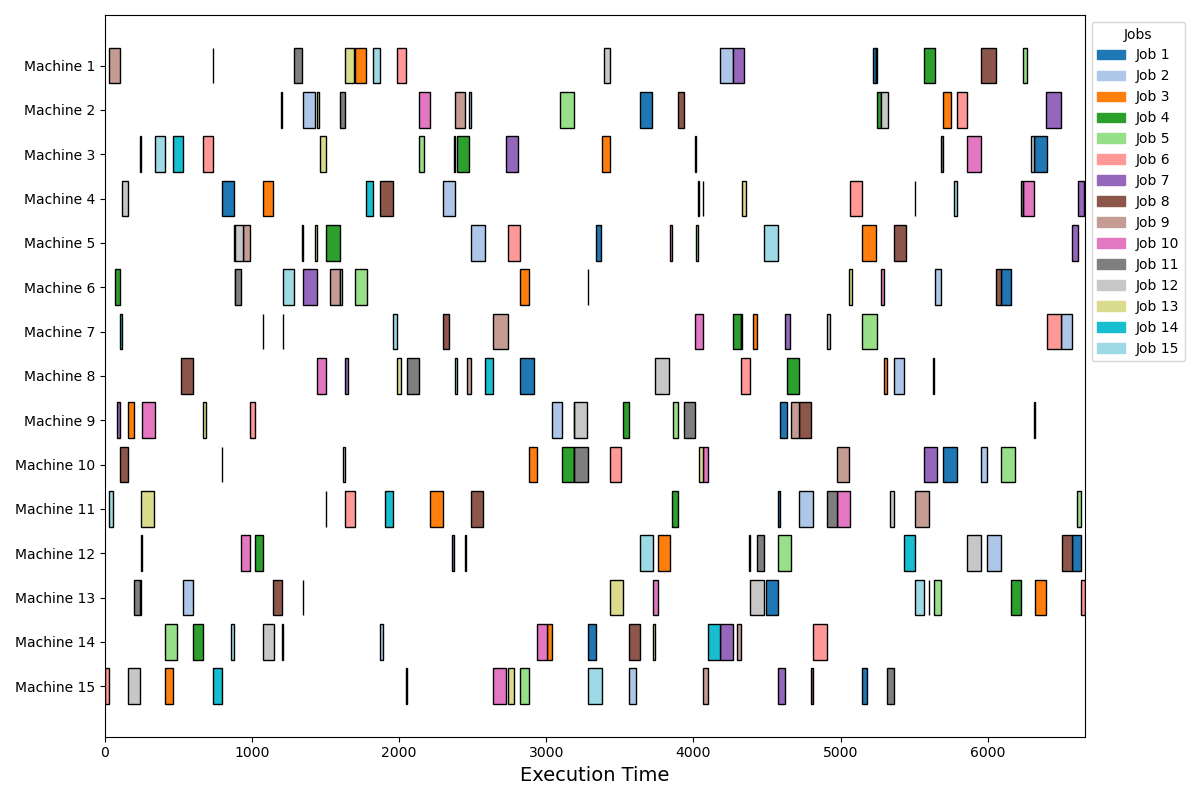 Machine 1
Machine 2
Machine 3
Machine 4
Machine 5
Machine 6
Machine 7
Machine 8
Machine 9
Machine 10
Machine 11
Machine 12
Machine 13
Machine 14
Machine 15
0 1000 2000 3000 4000 5000 6000
Execution Time
Jobs
Job 1
Job 2
Job 3
Job 4
Job 5
Job 6
Job 7
Job 8
Job 9
Job 10
Job 11
Job 12
Job 13
Job 14
Job 15